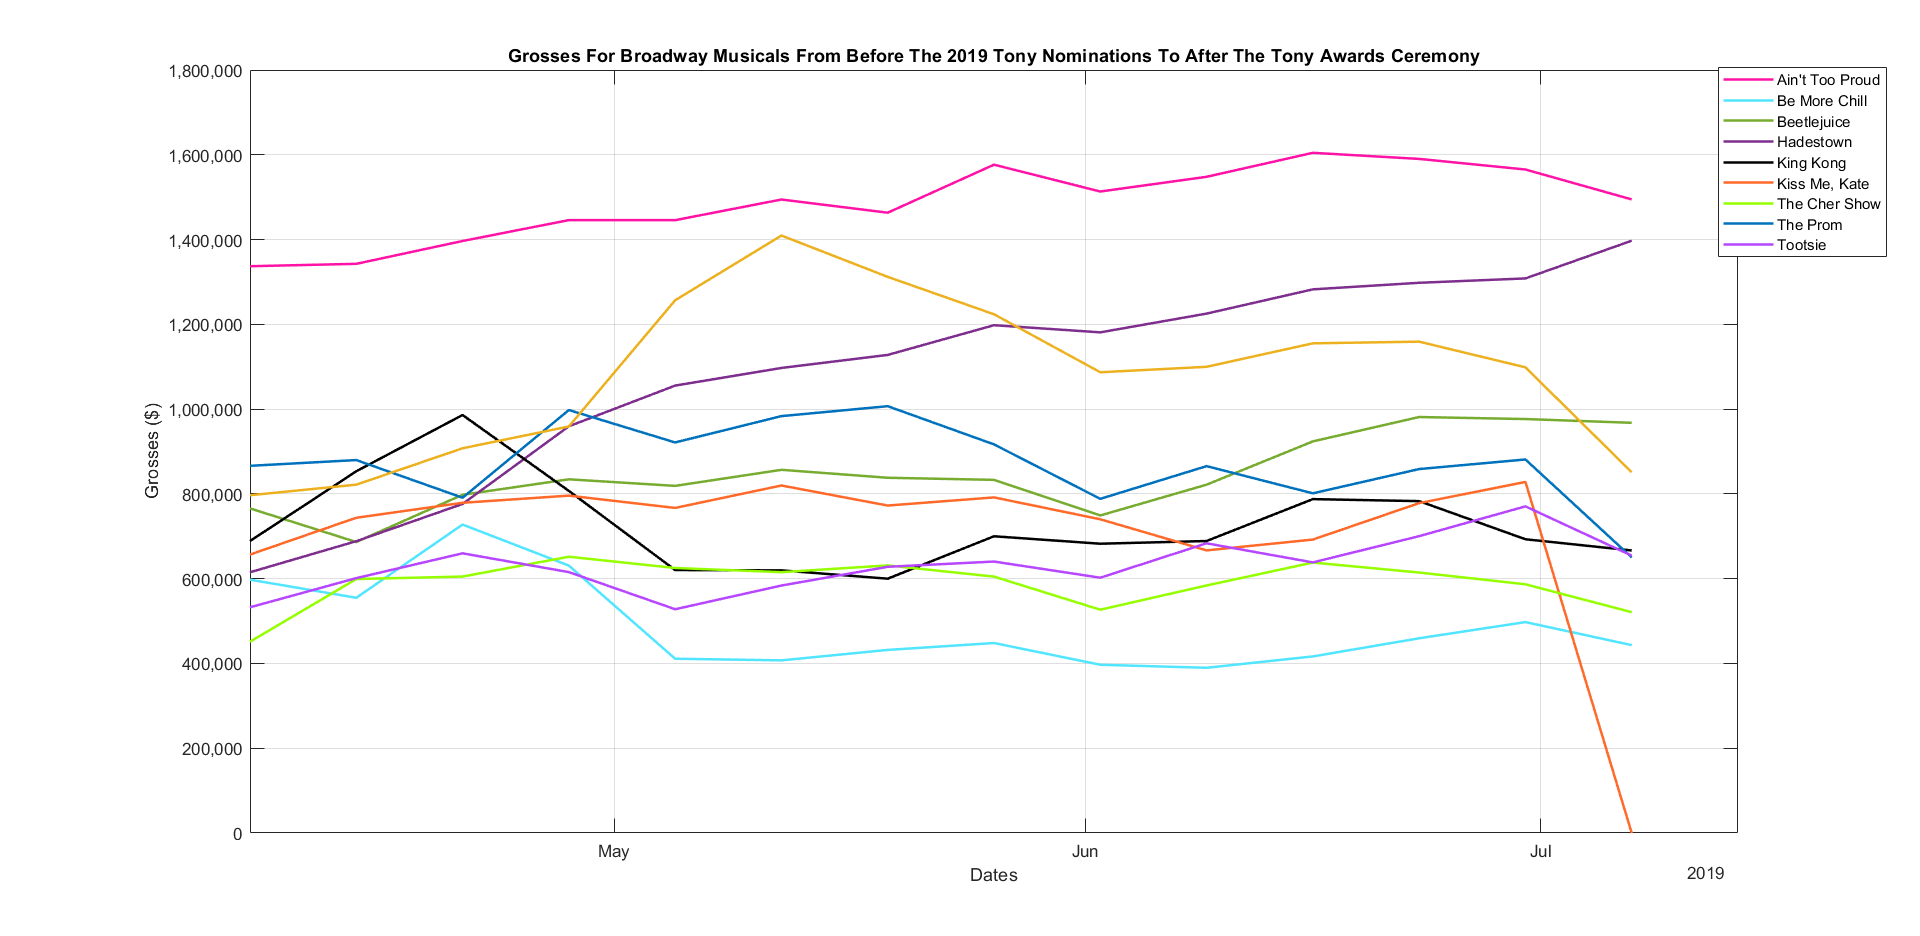 Grosses For Broadway Musicals From Before The 2019 Tony Nominations To After The Tony Awards Ceremony
1,800,000
1,600,000
1,400,000
1,200,000
1,000,000
800,000
600,000
400,000
200,000
0
Grosses ($)
May
Jun
Jul
Dates
2019
Ain't Too Proud
Be More Chill
Beetlejuice
Hadestown
King Kong
Kiss Me, Kate
The Cher Show
The Prom
Tootsie